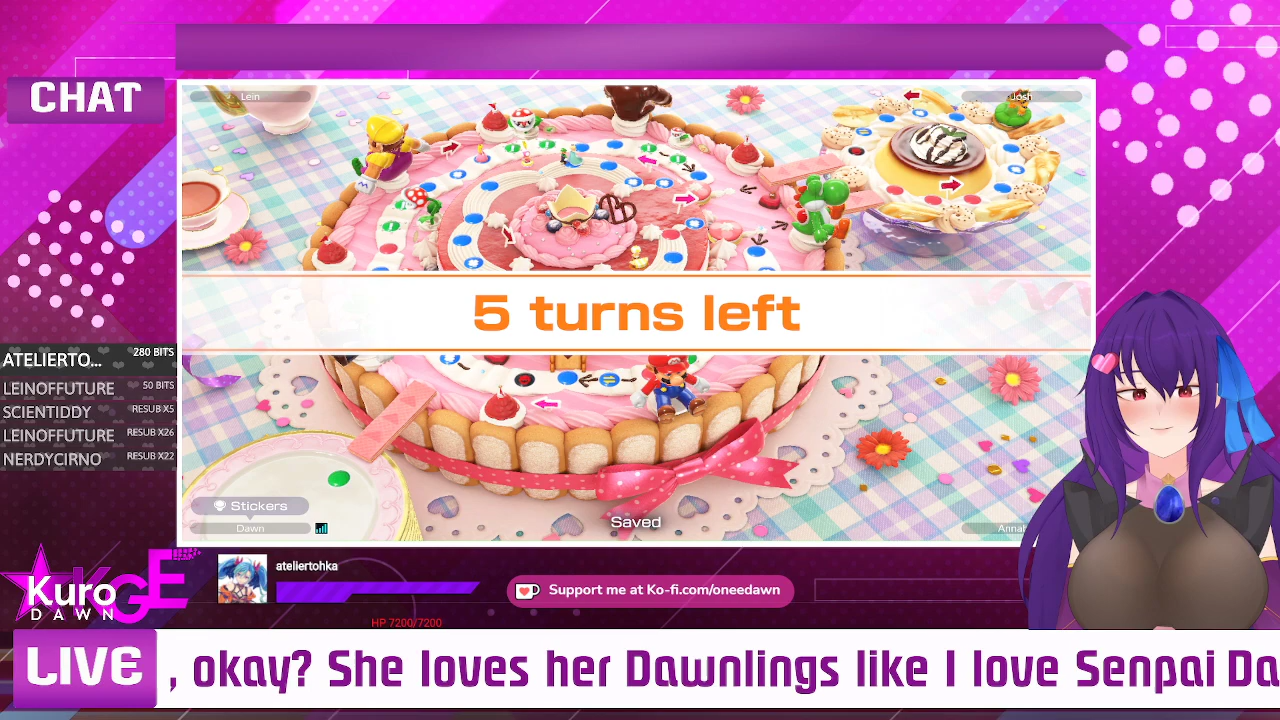 CHAT
Lein
Josh
5 turns left
ATELIERTO... 280 BITS
LEINOFFUTURE 50 BITS
SCIENTIDDY RESUB X5
LEINOFFUTURE RESUB X26
NERDYCIRNO RESUB X22
Stickers
Saved
Dawn
Annab
Kuro
DAWN
KGE
ateliertohka
Support me at Ko-fi.com/oneedawn
HP 7200/7200
LIVE
, okay? She loves her Dawnlings like I love Senpai Da